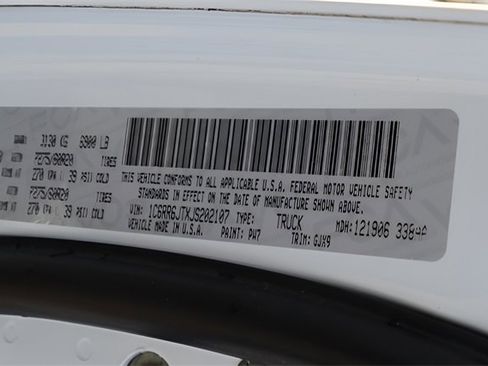 3130 KG 6900 LB
P275/60R20 TIRES
270 KPA ( 39 PSI) COLD
P275/60R20 TIRES
270 KPA ( 39 PSI) COLD
THIS VEHICLE CONFORMS TO ALL APPLICABLE U.S.A. FEDERAL MOTOR VEHICLE SAFETY
STANDARDS IN EFFECT ON THE DATE OF MANUFACTURE SHOWN ABOVE.
VIN: 1C6RR6JTXJS202107 TYPE: TRUCK MDH: 121906
VEHICLE MADE IN U.S.A. PAINT: PW7 TRIM: GJX9